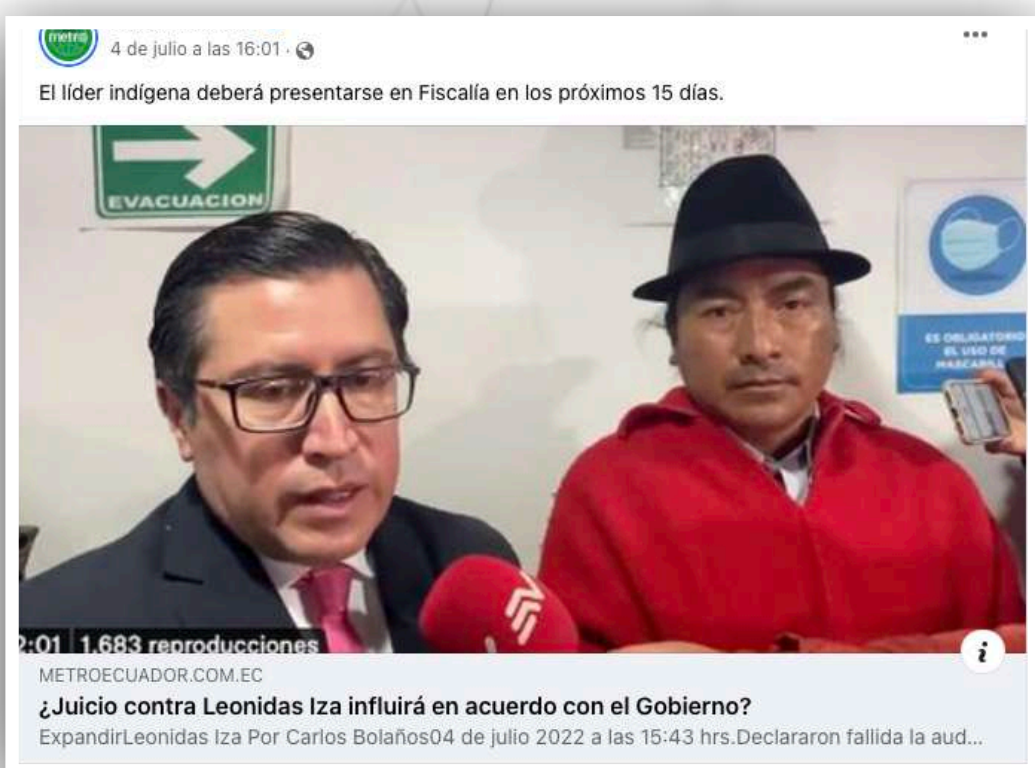 metro
4 de julio a las 16:01 ·
El líder indígena deberá presentarse en Fiscalía en los próximos 15 días.
EVACUACION
ES OBLIGATORIO
EL USO DE
MASCARILL
2:01 | 1.683 reproducciones
METROECUADOR.COM.EC
¿Juicio contra Leonidas Iza influirá en acuerdo con el Gobierno?
ExpandirLeonidas Iza Por Carlos Bolaños04 de julio 2022 a las 15:43 hrs.Declararon fallida la aud...